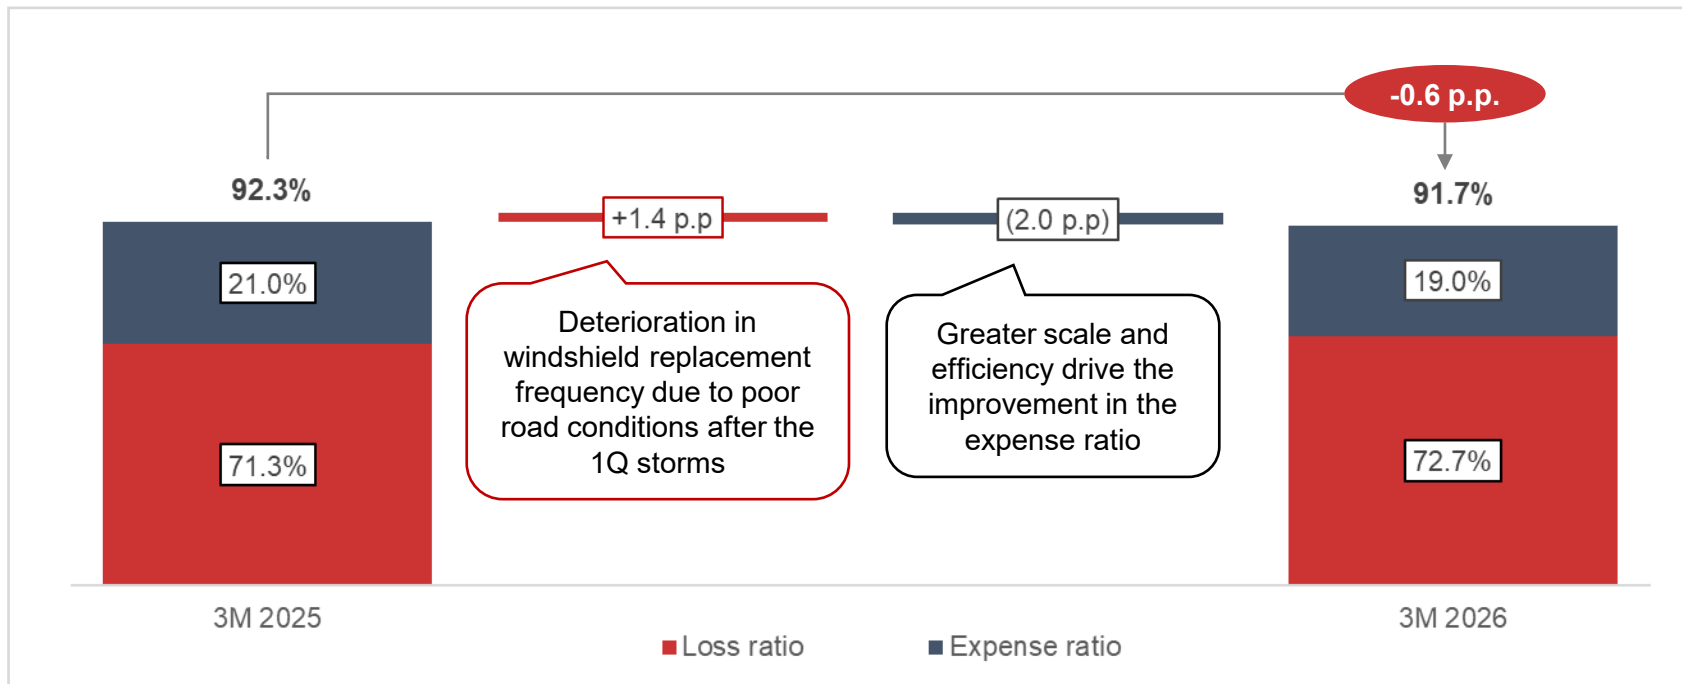 -0.6 p.p.
92.3%
91.7%
+1.4 p.p
(2.0 p.p)
21.0%
19.0%
Deterioration in
windshield replacement
frequency due to poor
road conditions after the
1Q storms
Greater scale and
efficiency drive the
improvement in the
expense ratio
71.3%
72.7%
3M 2025
3M 2026
Loss ratio
Expense ratio